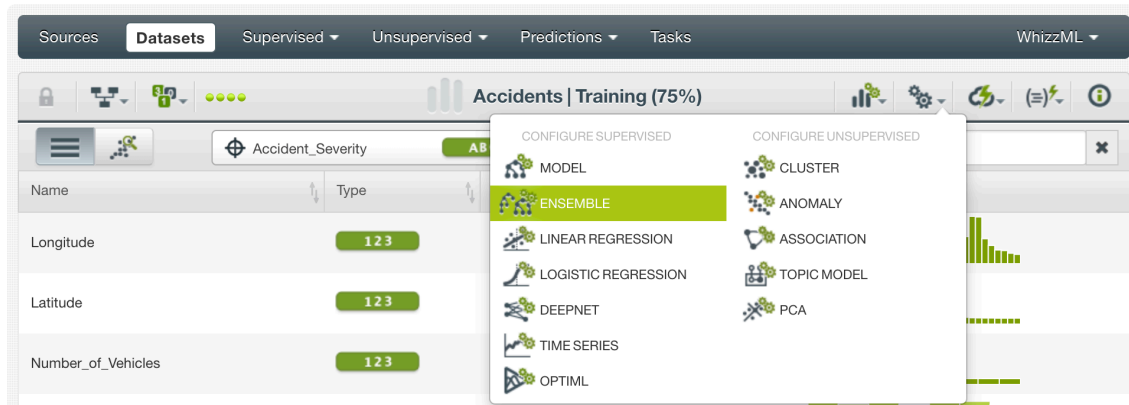 Sources Datasets Supervised Unsupervised Predictions Tasks WhizzML
Accidents | Training (75%)
Accident_Severity AB
Name Type
CONFIGURE SUPERVISED CONFIGURE UNSUPERVISED
MODEL CLUSTER
ENSEMBLE ANOMALY
LINEAR REGRESSION ASSOCIATION
LOGISTIC REGRESSION TOPIC MODEL
DEEPNET PCA
TIME SERIES
OPTIML
Longitude 123
Latitude 123
Number_of_Vehicles 123